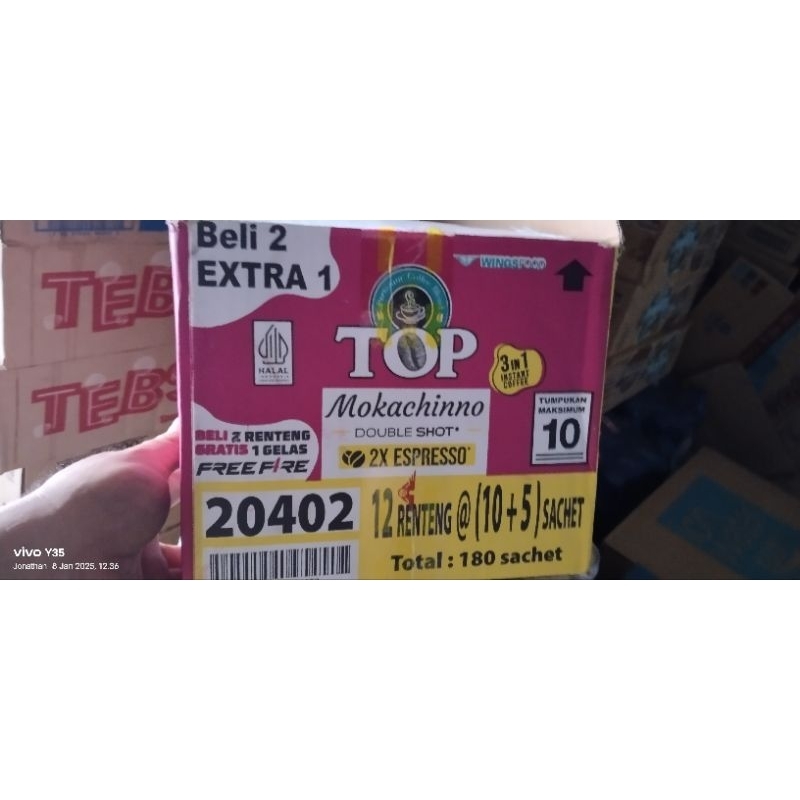 Beli 2
EXTRA 1
WINGSFOOD
TOP
HALAL
INDONESIA
3 IN 1
INSTANT
COFFEE
Mokachinno
DOUBLE SHOT*
2X ESPRESSO*
TUMPUKAN
MAKSIMUM
10
BELI 2 RENTENG
GRATIS 1 GELAS
FREE FIRE
20402
12 RENTENG @ (10+5) SACHET
Total : 180 sachet
TEBS
TEBS
vivo Y35
Jonathan 8 Jan 2025, 12.36